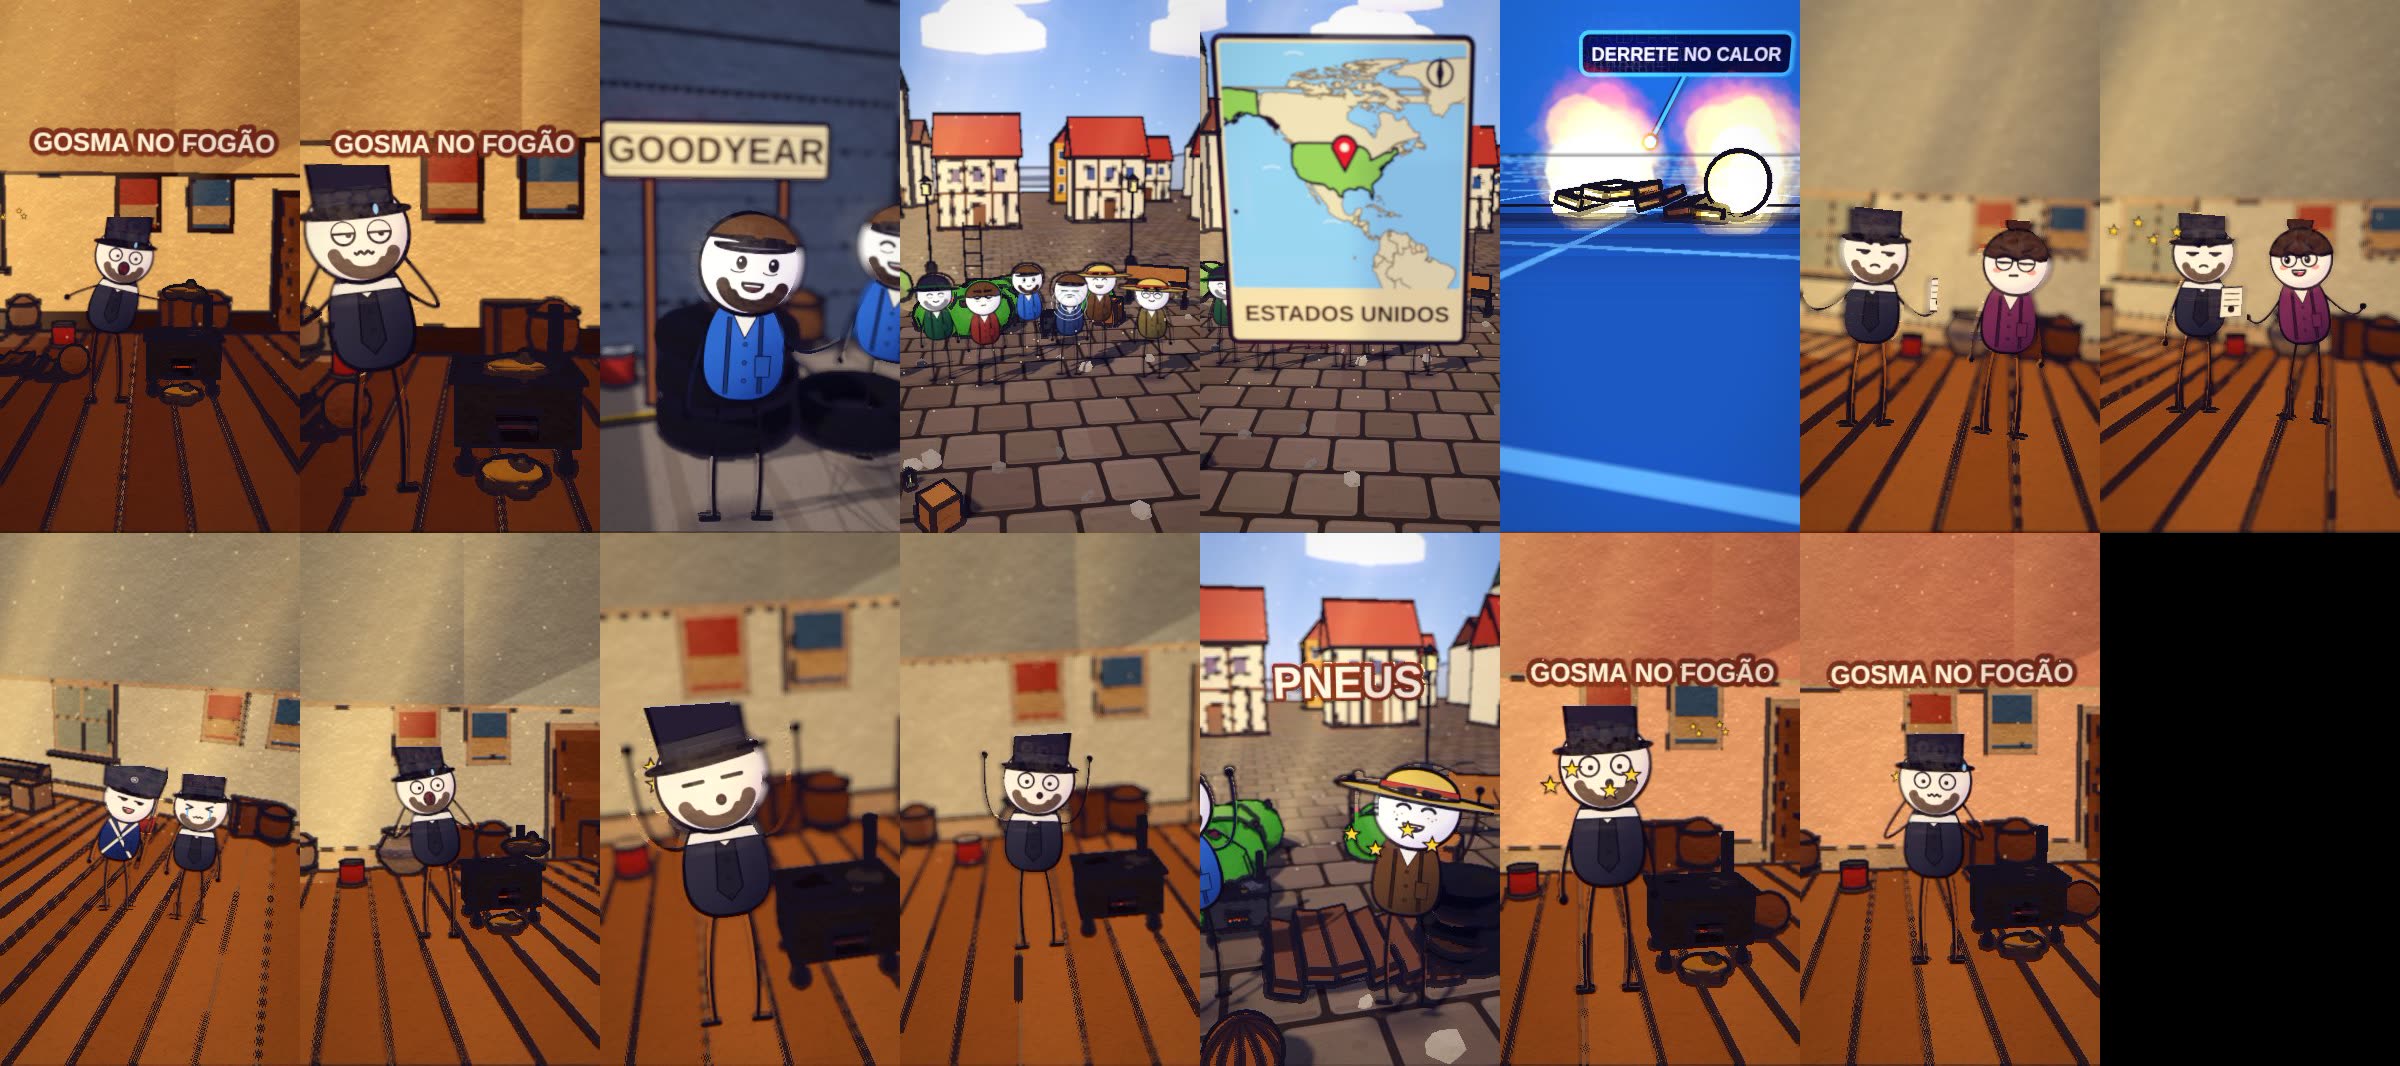 GOSMA NO FOGÃO
GOSMA NO FOGÃO
GOODYEAR
ESTADOS UNIDOS
DERRETE NO CALOR
PNEUS
GOSMA NO FOGÃO
GOSMA NO FOGÃO